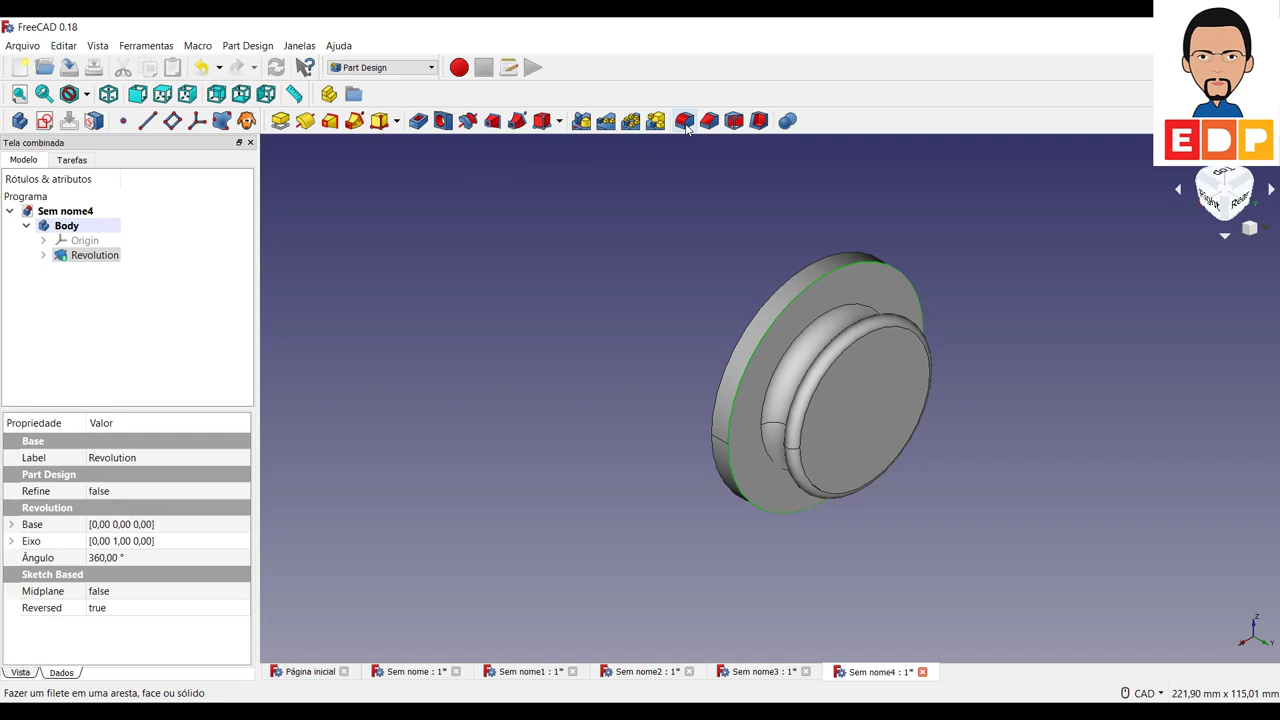 FreeCAD 0.18
Arquivo Editar Vista Ferramentas Macro Part Design Janelas Ajuda
Part Design
EDP
Tela combinada
Modelo Tarefas
Rótulos & atributos
Programa
Sem nome4
Body
Origin
Revolution
Right Rear
Propriedade Valor
Base
Label Revolution
Part Design
Refine false
Revolution
Base [0,00 0,00 0,00]
Eixo [0,00 1,00 0,00]
Ângulo 360,00 °
Sketch Based
Midplane false
Reversed true
Z
X Y
Vista Dados
Página inicial Sem nome : 1* Sem nome1 : 1* Sem nome2 : 1* Sem nome3 : 1* Sem nome4 : 1*
Fazer um filete em uma aresta, face ou sólido
CAD 221,90 mm x 115,01 mm